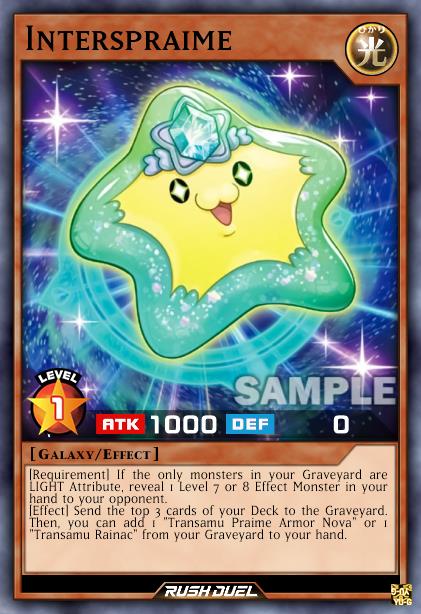 INTERSPRAIME
ひかり
光
SAMPLE
LEVEL
1
ATK 1000 DEF 0
[GALAXY/EFFECT]
[Requirement] If the only monsters in your Graveyard are
LIGHT Attribute, reveal 1 Level 7 or 8 Effect Monster in your
hand to your opponent.
[Effect] Send the top 3 cards of your Deck to the Graveyard.
Then, you can add 1 "Transamu Praime Armor Nova" or 1
"Transamu Rainac" from your Graveyard to your hand.
RUSH DUEL